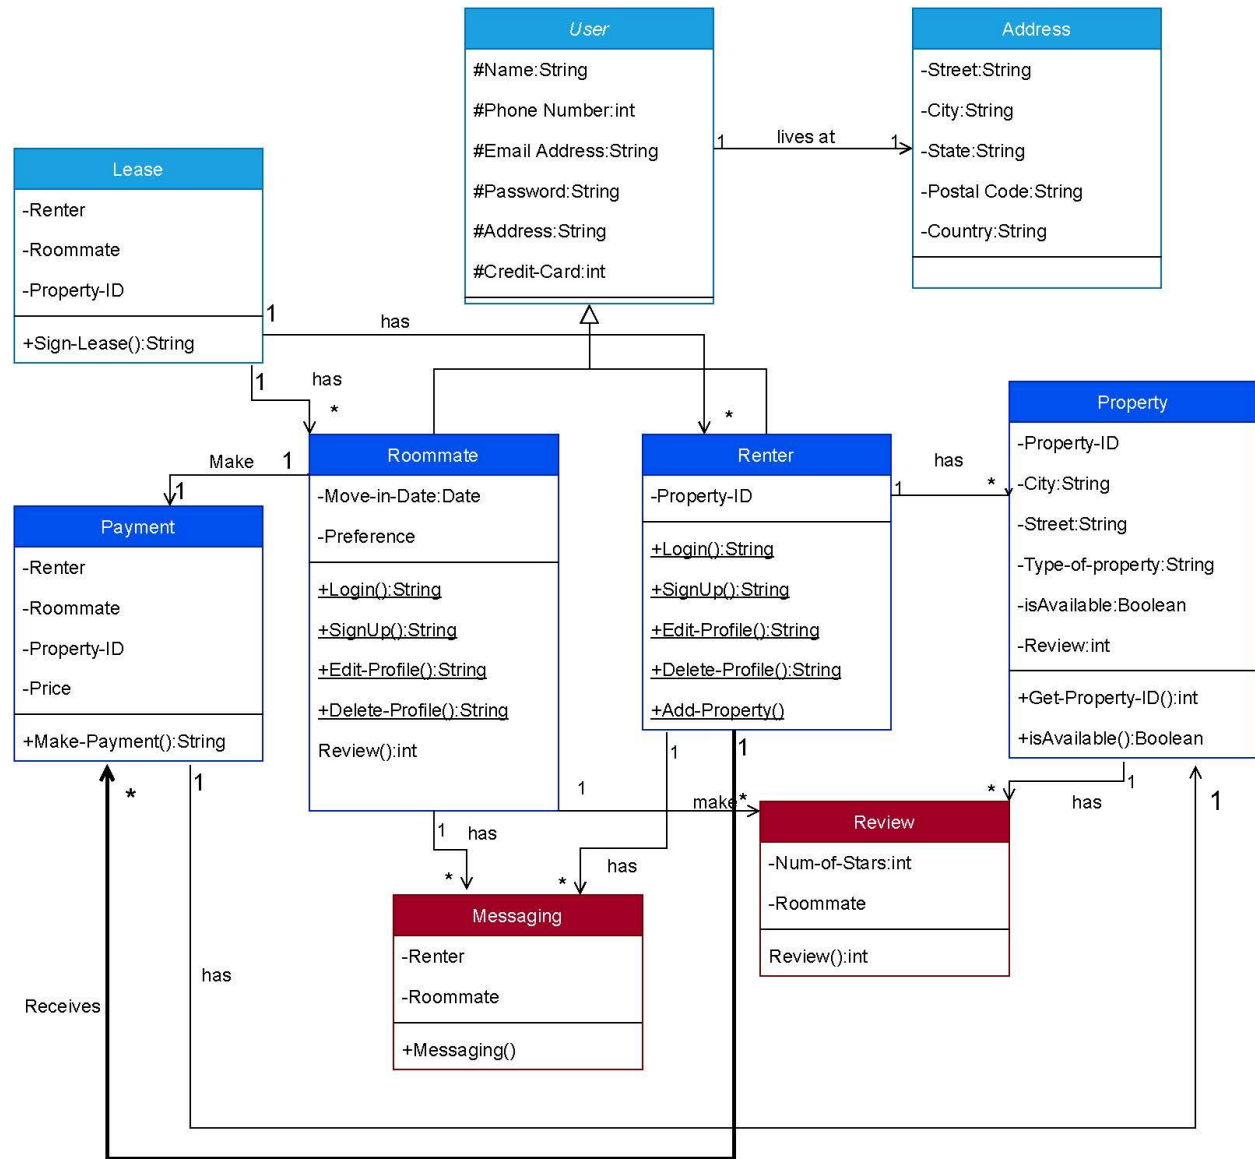 User
#Name:String
#Phone Number:int
#Email Address:String
#Password:String
#Address:String
#Credit-Card:int
1
lives at
1
Address
-Street:String
-City:String
-State:String
-Postal Code:String
-Country:String
Lease
-Renter
-Roommate
-Property-ID
+Sign-Lease():String
1
has
*
1
has
*
Roommate
-Move-in-Date:Date
-Preference
+Login():String
+SignUp():String
+Edit-Profile():String
+Delete-Profile():String
Review():int
Renter
-Property-ID
+Login():String
+SignUp():String
+Edit-Profile():String
+Delete-Profile():String
+Add-Property()
1
has
*
Property
-Property-ID
-City:String
-Street:String
-Type-of-property:String
-isAvailable:Boolean
-Review:int
+Get-Property-ID():int
+isAvailable():Boolean
Make
1
1
Payment
-Renter
-Roommate
-Property-ID
-Price
+Make-Payment():String
*
1
1
1
1
make
*
1
has
*
1
1
has
*
has
*
Review
-Num-of-Stars:int
-Roommate
Review():int
Messaging
-Renter
-Roommate
+Messaging()
has
Receives